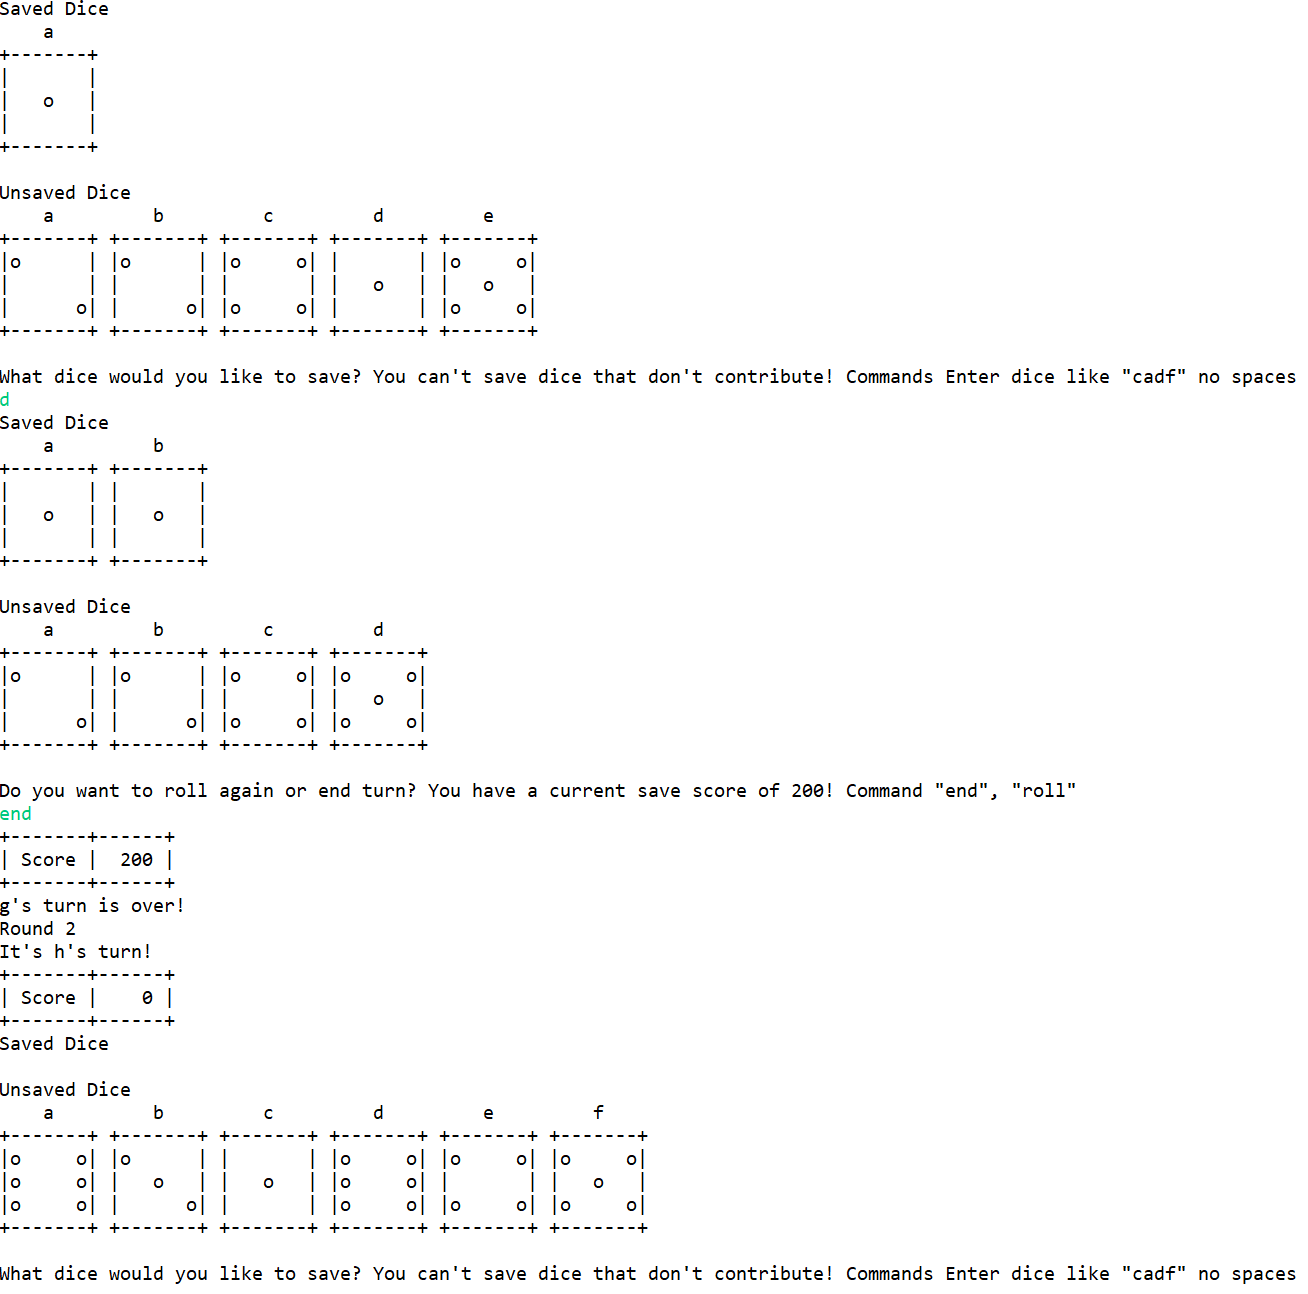 Saved Dice
    a
+-------+
|       |
|   o   |
|       |
+-------+

Unsaved Dice
    a         b         c         d         e
+-------+ +-------+ +-------+ +-------+ +-------+
|o      | |o      | |o     o| |       | |o     o|
|       | |       | |       | |   o   | |   o   |
|      o| |      o| |o     o| |       | |o     o|
+-------+ +-------+ +-------+ +-------+ +-------+

What dice would you like to save? You can't save dice that don't contribute! Commands Enter dice like "cadf" no spaces
d
Saved Dice
    a         b
+-------+ +-------+
|       | |       |
|   o   | |   o   |
|       | |       |
+-------+ +-------+

Unsaved Dice
    a         b         c         d
+-------+ +-------+ +-------+ +-------+
|o      | |o      | |o     o| |o     o|
|       | |       | |       | |   o   |
|      o| |      o| |o     o| |o     o|
+-------+ +-------+ +-------+ +-------+

Do you want to roll again or end turn? You have a current save score of 200! Command "end", "roll"
end
+-------+------+
| Score |  200 |
+-------+------+
g's turn is over!
Round 2
It's h's turn!
+-------+------+
| Score |    0 |
+-------+------+
Saved Dice

Unsaved Dice
    a         b         c         d         e         f
+-------+ +-------+ +-------+ +-------+ +-------+ +-------+
|o     o| |o      | |       | |o     o| |o     o| |o     o|
|o     o| |   o   | |   o   | |o     o| |       | |   o   |
|o     o| |      o| |       | |o     o| |o     o| |o     o|
+-------+ +-------+ +-------+ +-------+ +-------+ +-------+

What dice would you like to save? You can't save dice that don't contribute! Commands Enter dice like "cadf" no spaces